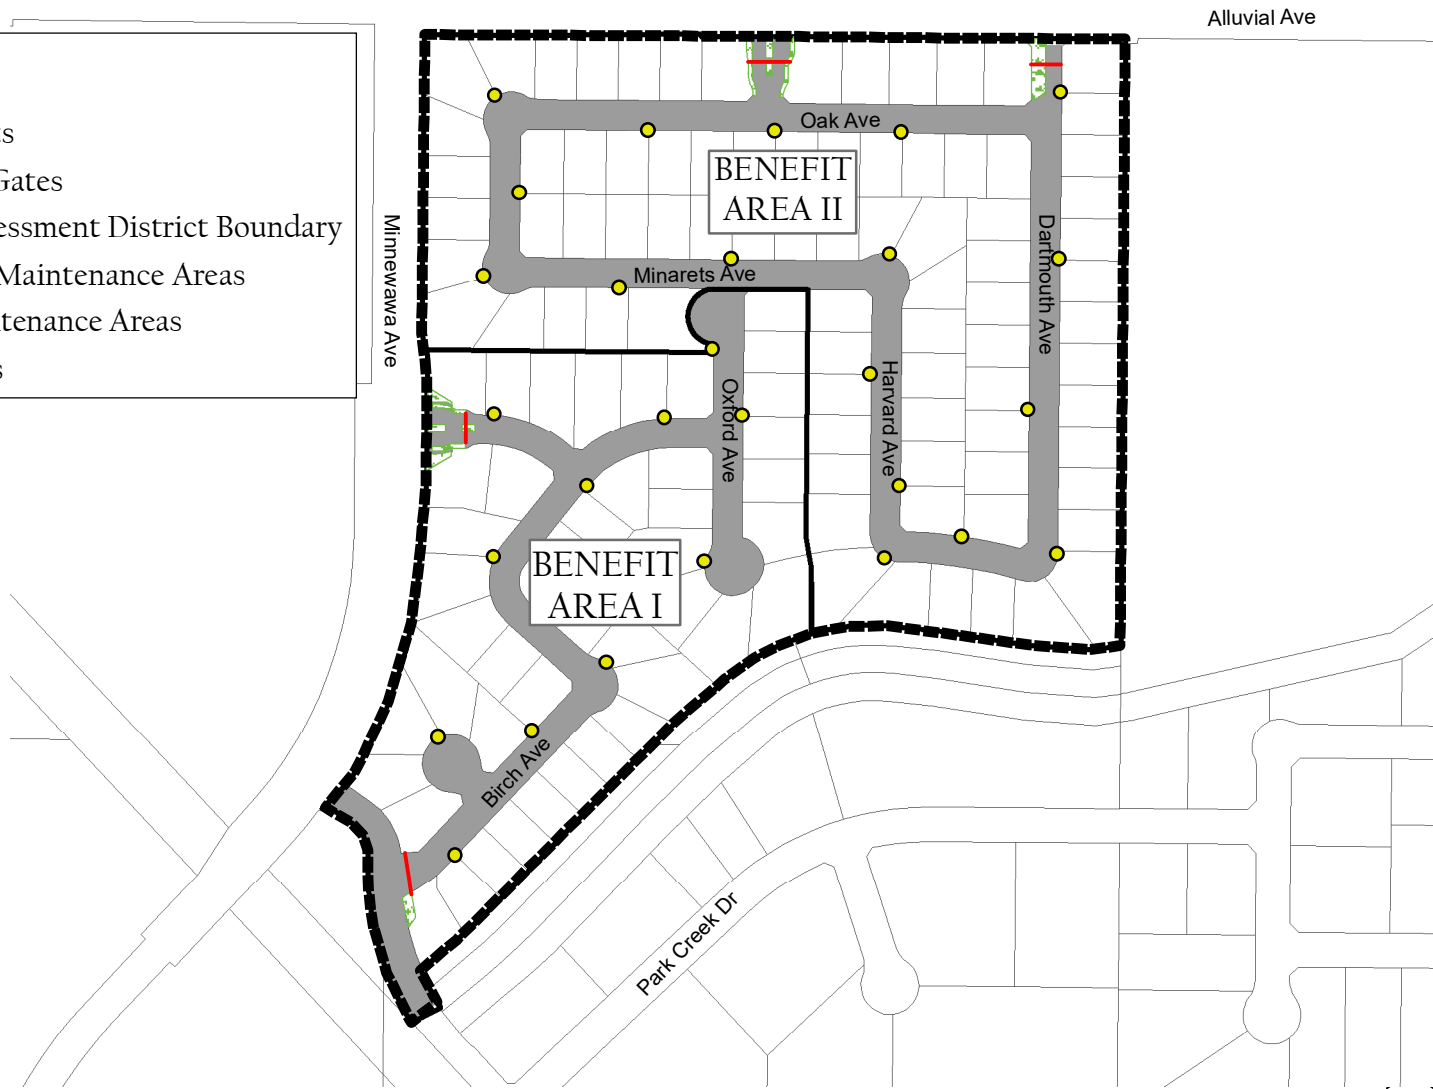 Alluvial Ave
Gates
essment District Boundary
Maintenance Areas
tenance Areas
Minnewawa Ave
Oak Ave
BENEFIT
AREA II
Minarets Ave
Dartmouth Ave
Harvard Ave
Oxford Ave
BENEFIT
AREA I
Birch Ave
Park Creek Dr